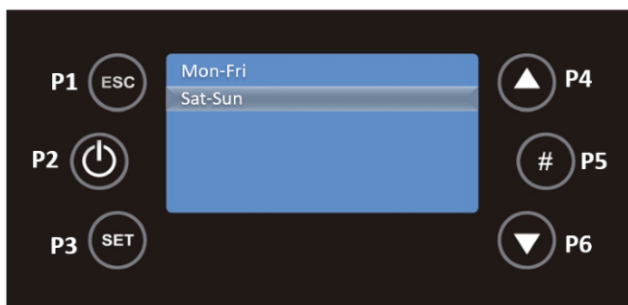 P1 ESC
Mon-Fri
Sat-Sun
P4
P2
# P5
P3 SET
P6